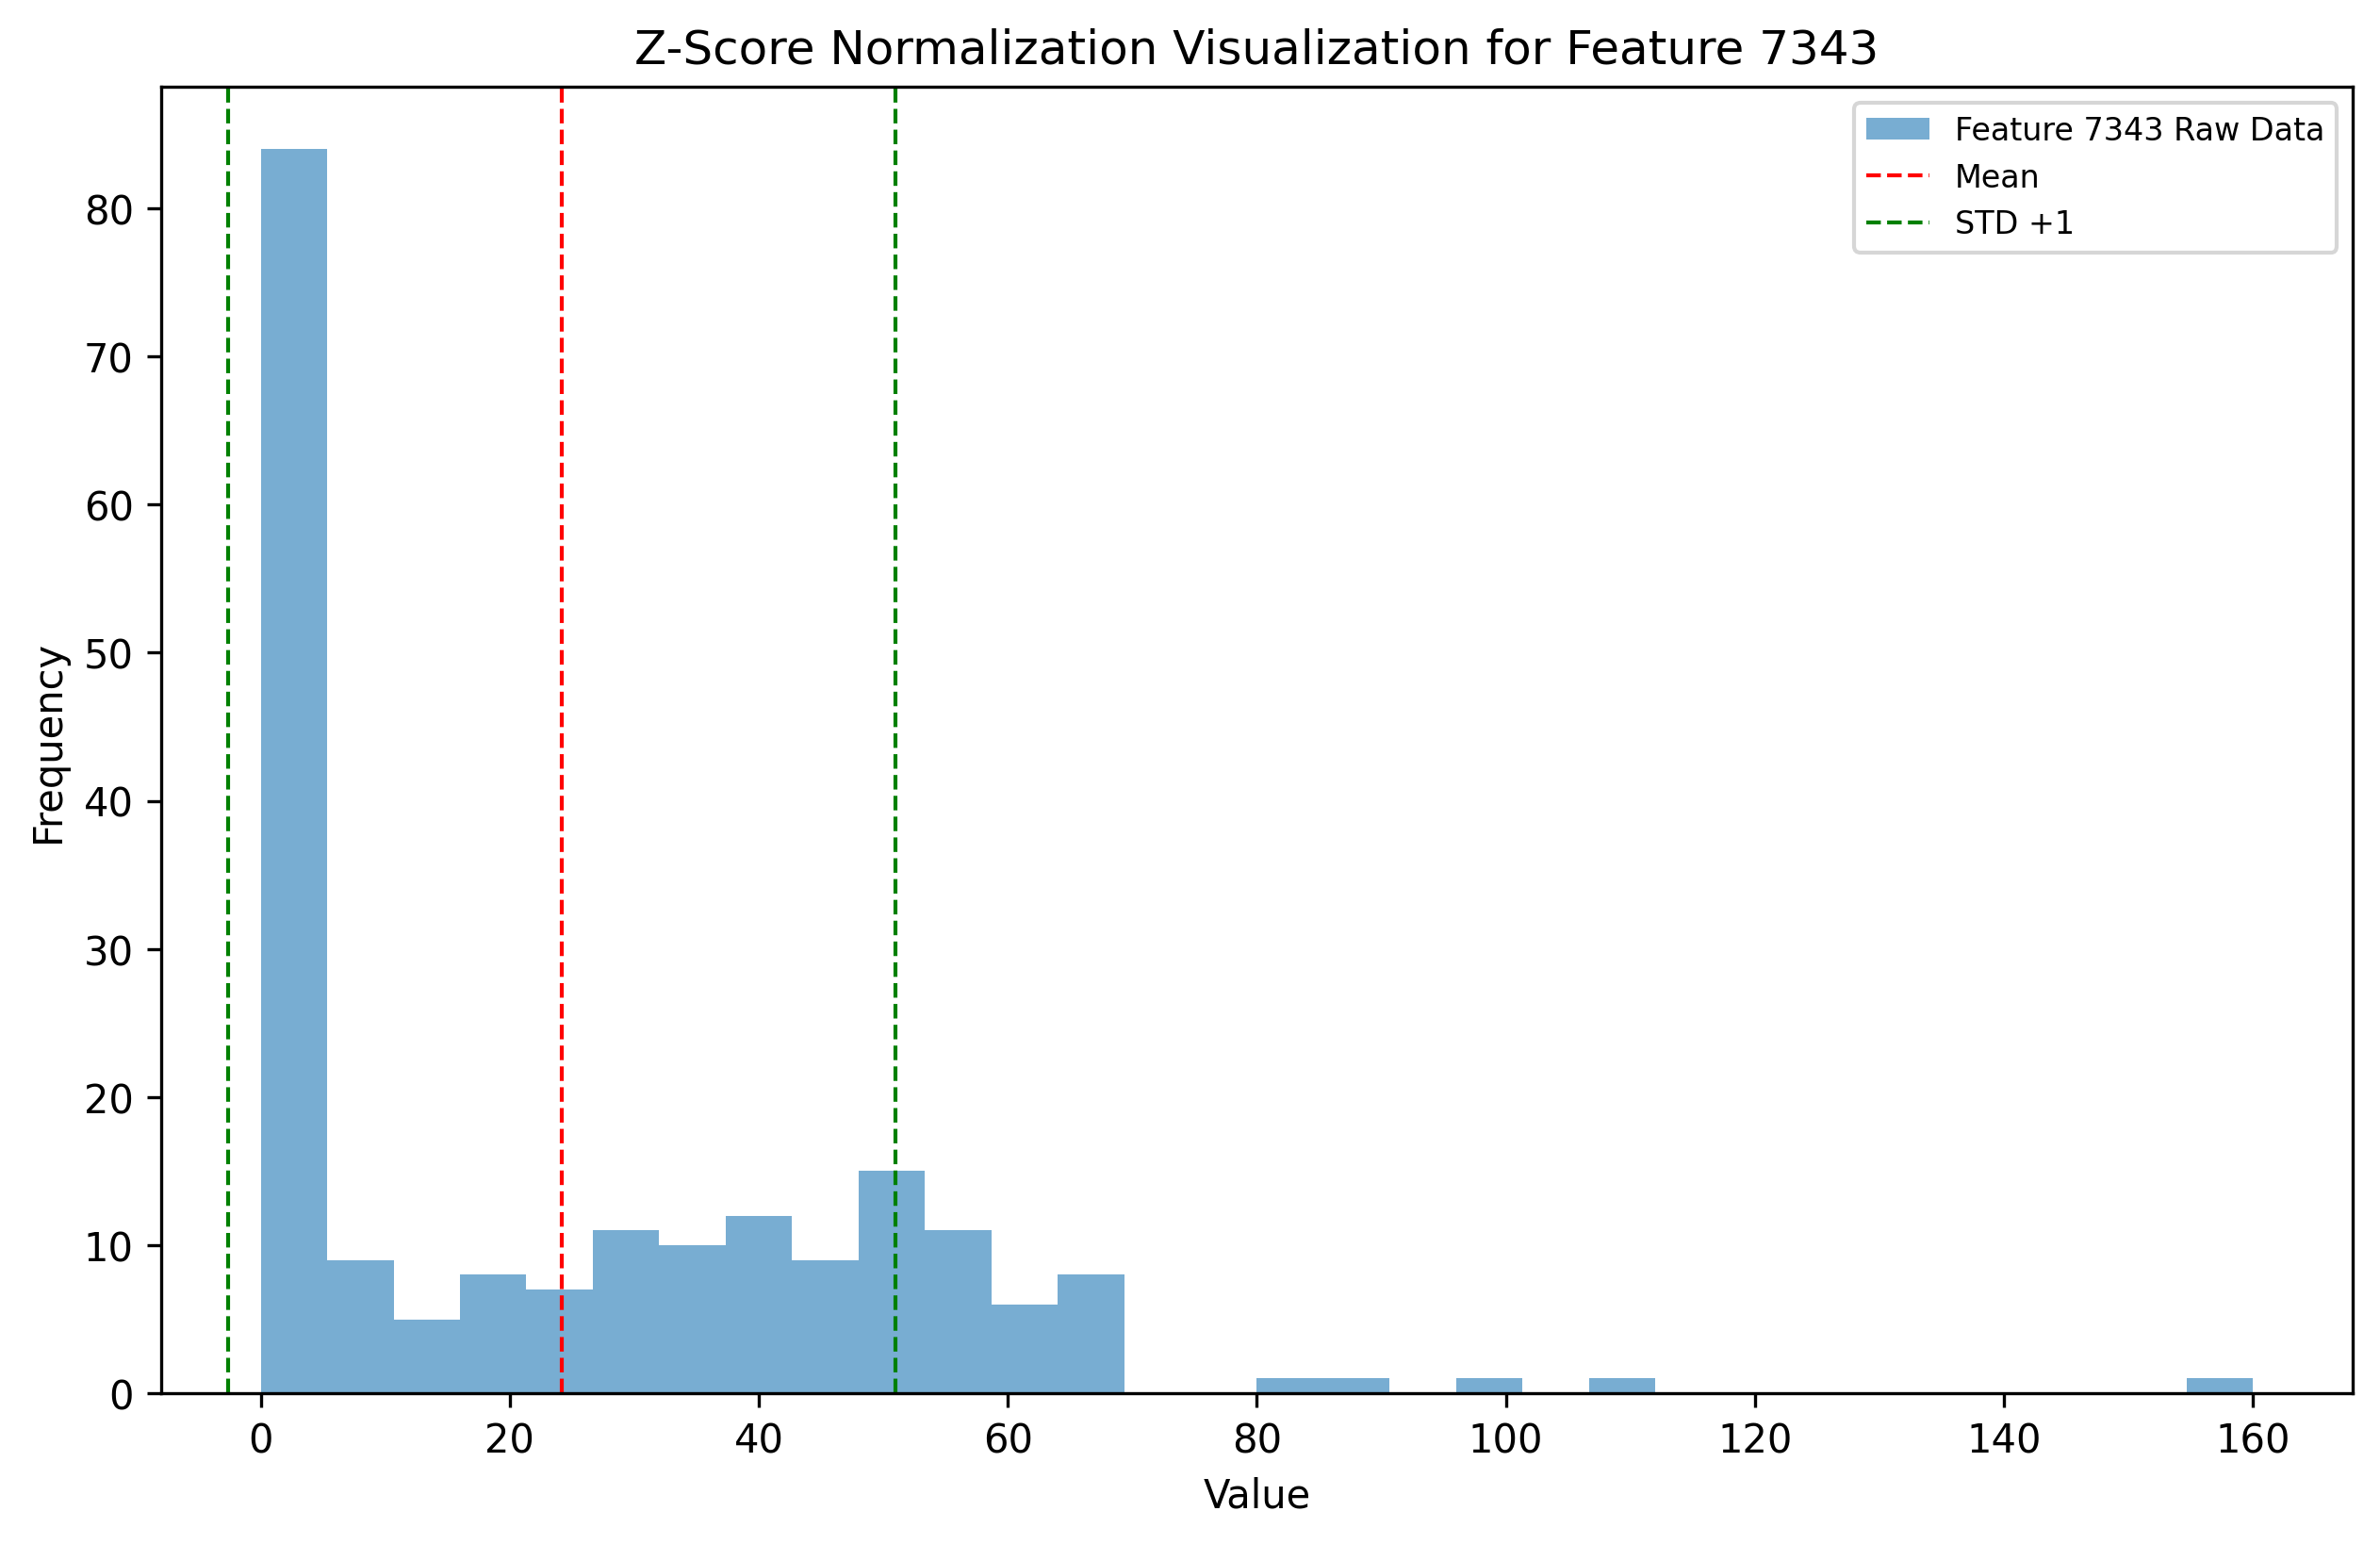 Z-Score Normalization Visualization for Feature 7343
Feature 7343 Raw Data
Mean
STD +1
80
70
60
50
40
30
20
10
0
Frequency
0 20 40 60 80 100 120 140 160
Value